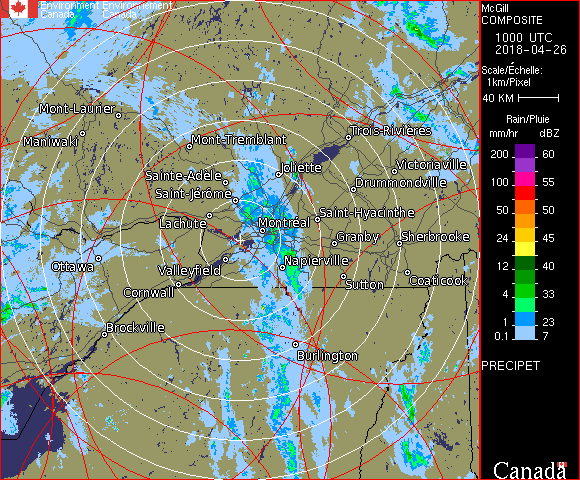 Environment Environnement
Canada Canada
McGill
COMPOSITE
1000 UTC
2018-04-26
Scale/Échelle:
1km/Pixel
40 KM
Rain/Pluie
mm/hr dBZ
200 60
100 55
50 50
24 45
12 40
4 33
1 23
0.1 7
PRECIPET
Canada
Mont-Laurier
Maniwaki
Mont-Tremblant
Trois-Rivières
Victoriaville
Joliette
Sainte-Adèle
Drummondville
Saint-Jérôme
Saint-Hyacinthe
Lachute
Montréal
Granby
Sherbrooke
Ottawa
Valleyfield
Napierville
Cornwall
Sutton
Coaticook
Brockville
Burlington